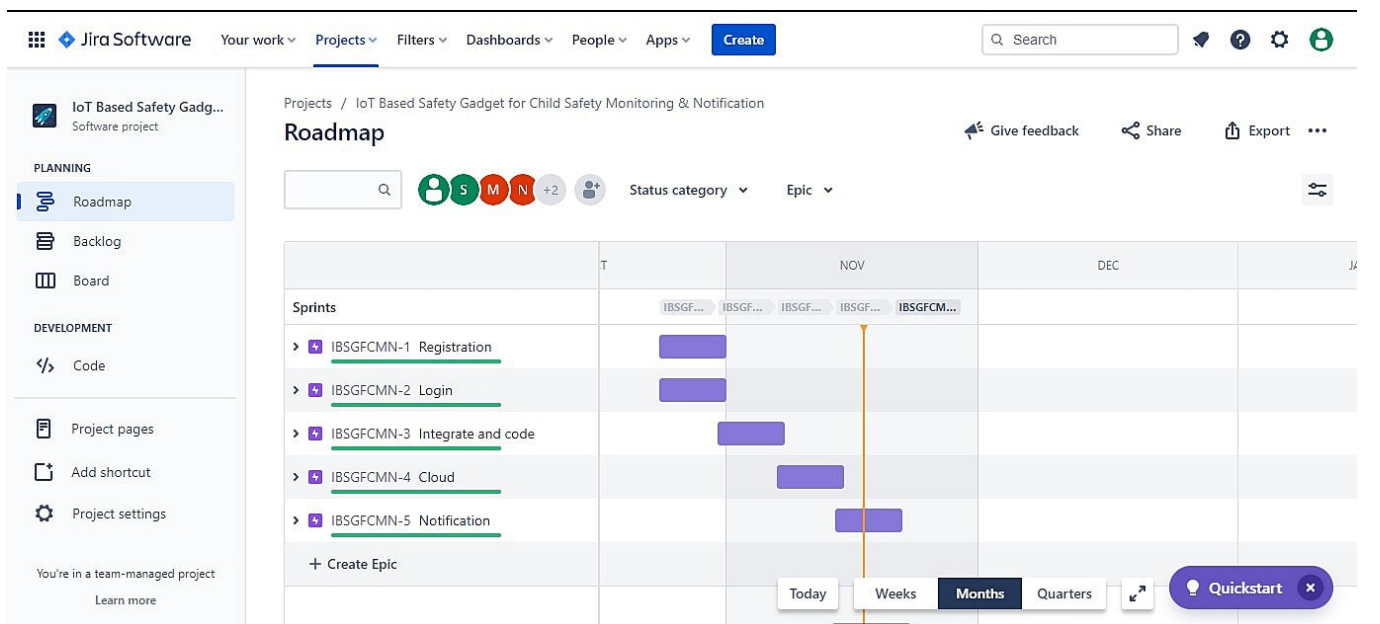 Jira Software Your work Projects Filters Dashboards People Apps Create Search
IoT Based Safety Gadg...
Software project
PLANNING
Roadmap
Backlog
Board
DEVELOPMENT
Code
Project pages
Add shortcut
Project settings
You're in a team-managed project
Learn more
Projects / IoT Based Safety Gadget for Child Safety Monitoring & Notification
Roadmap
Give feedback Share Export
S M N +2 Status category Epic
T NOV DEC JA
Sprints IBSGF... IBSGF... IBSGF... IBSGF... IBSGFCM...
IBSGFCMN-1 Registration
IBSGFCMN-2 Login
IBSGFCMN-3 Integrate and code
IBSGFCMN-4 Cloud
IBSGFCMN-5 Notification
+ Create Epic
Today Weeks Months Quarters Quickstart